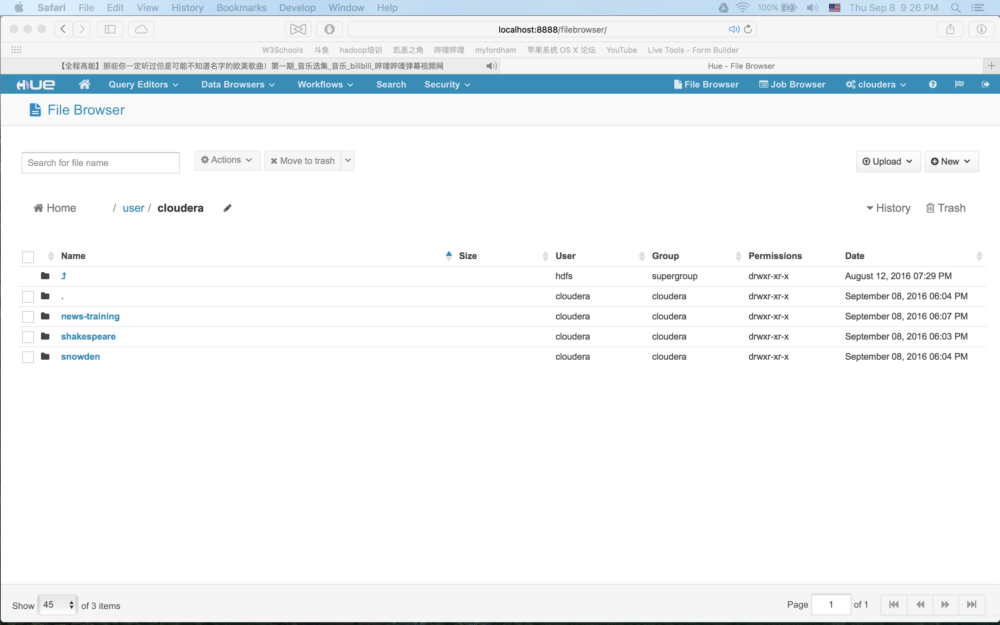 Safari File Edit View History Bookmarks Develop Window Help 100% Thu Sep 8 9 26 PM
localhost:8888/filebrowser/
W3Schools 斗鱼 hadoop培训 凯恩之角 哔哩哔哩 myfordham 苹果系统 OS X 论坛 YouTube Live Tools - Form Builder
【全程高能】那些你一定听过但是可能不知道名字的欧美歌曲！第一期_音乐选集_音乐_bilibili_哔哩哔哩弹幕视频网 Hue - File Browser
HUE Query Editors Data Browsers Workflows Search Security File Browser Job Browser cloudera
File Browser
Search for file name Actions Move to trash Upload New
Home / user / cloudera History Trash
Name Size User Group Permissions Date
hdfs supergroup drwxr-xr-x August 12, 2016 07:29 PM
. cloudera cloudera drwxr-xr-x September 08, 2016 06:04 PM
news-training cloudera cloudera drwxr-xr-x September 08, 2016 06:07 PM
shakespeare cloudera cloudera drwxr-xr-x September 08, 2016 06:03 PM
snowden cloudera cloudera drwxr-xr-x September 08, 2016 06:04 PM
Show 45 of 3 items Page 1 of 1